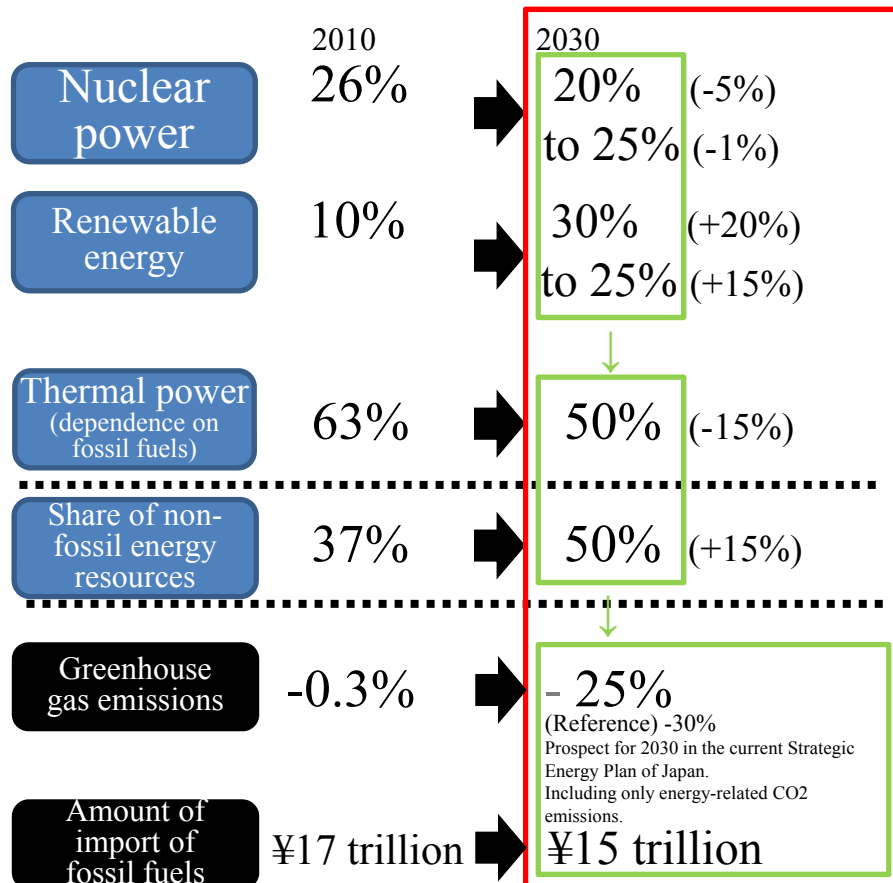 2010
2030
Nuclear
power
26%
20% (-5%)
to 25% (-1%)
Renewable
energy
10%
30% (+20%)
to 25% (+15%)
↓
Thermal power
(dependence on
fossil fuels)
63%
50% (-15%)
Share of non-
fossil energy
resources
37%
50% (+15%)
↓
Greenhouse
gas emissions
-0.3%
- 25%
(Reference) -30%
Prospect for 2030 in the current Strategic
Energy Plan of Japan.
Including only energy-related CO2
emissions.
Amount of
import of
fossil fuels
¥17 trillion
¥15 trillion